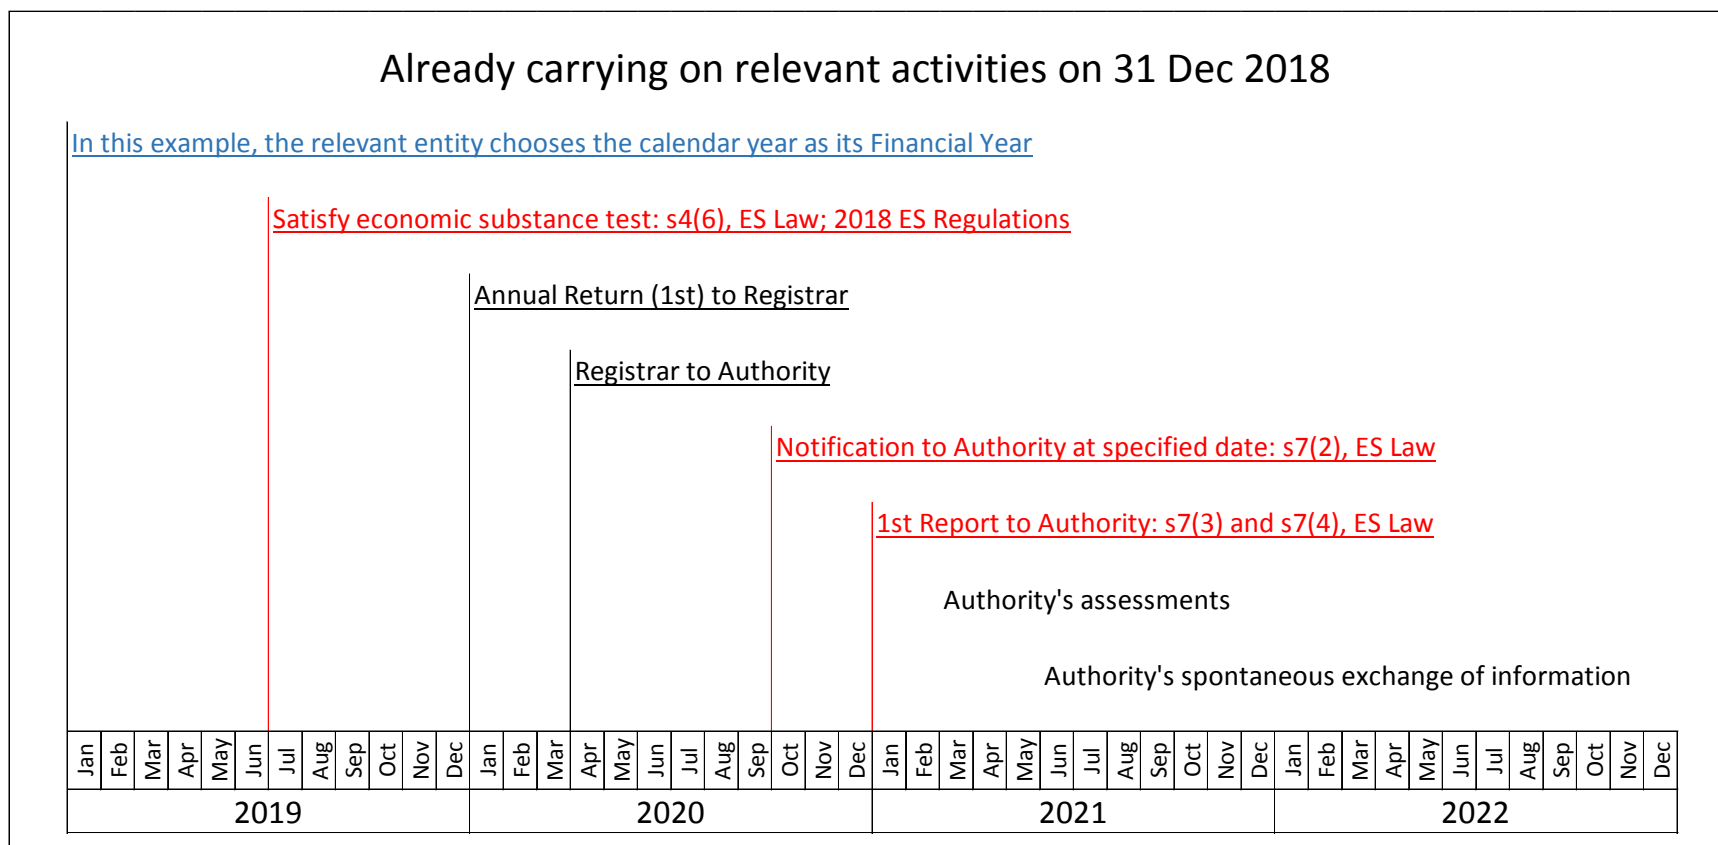 Already carrying on relevant activities on 31 Dec 2018
In this example, the relevant entity chooses the calendar year as its Financial Year
Satisfy economic substance test: s4(6), ES Law; 2018 ES Regulations
Annual Return (1st) to Registrar
Registrar to Authority
Notification to Authority at specified date: s7(2), ES Law
1st Report to Authority: s7(3) and s7(4), ES Law
Authority's assessments
Authority's spontaneous exchange of information
Jan Feb Mar Apr May Jun Jul Aug Sep Oct Nov Dec Jan Feb Mar Apr May Jun Jul Aug Sep Oct Nov Dec Jan Feb Mar Apr May Jun Jul Aug Sep Oct Nov Dec Jan Feb Mar Apr May Jun Jul Aug Sep Oct Nov Dec
2019 2020 2021 2022